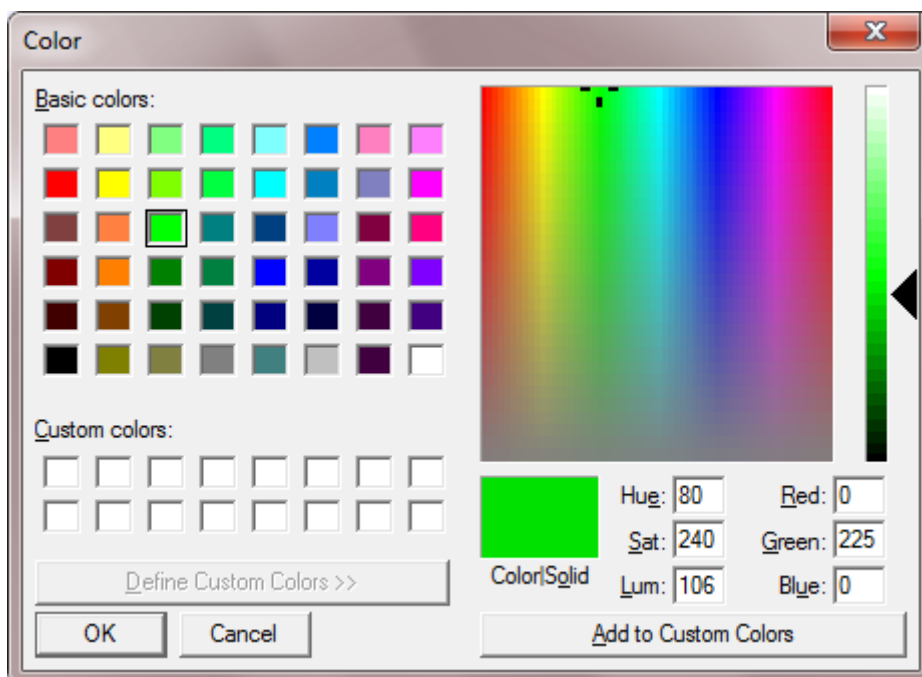 Color
x
Basic colors:
Custom colors:
Define Custom Colors >>
OK
Cancel
Color|Solid
Hue: 80
Sat: 240
Lum: 106
Red: 0
Green: 225
Blue: 0
Add to Custom Colors